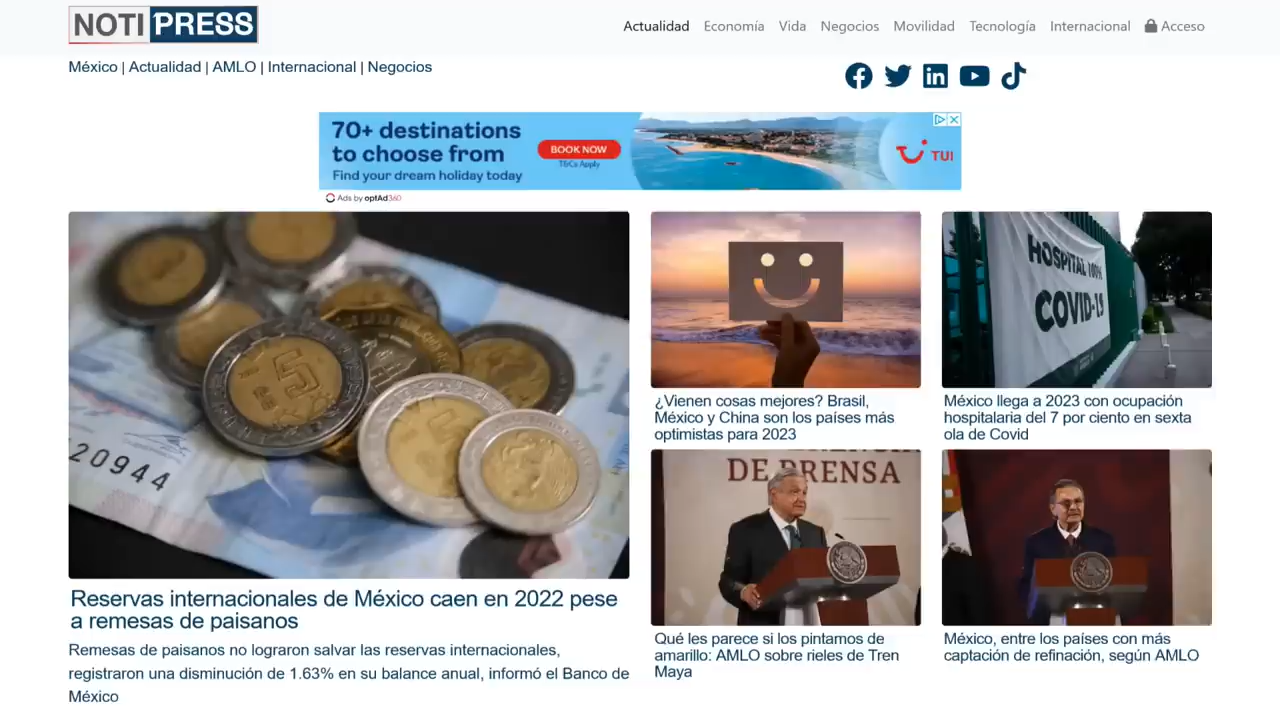 NOTIPRESS
Actualidad Economía Vida Negocios Movilidad Tecnología Internacional Acceso
México | Actualidad | AMLO | Internacional | Negocios
70+ destinations
to choose from
Find your dream holiday today
BOOK NOW
T&Cs Apply
TUI
Ads by optAd360
5
20944
Reservas internacionales de México caen en 2022 pese
a remesas de paisanos
Remesas de paisanos no lograron salvar las reservas internacionales,
registraron una disminución de 1.63% en su balance anual, informó el Banco de
México
¿Vienen cosas mejores? Brasil,
México y China son los países más
optimistas para 2023
HOSPITAL 100%
COVID-19
México llega a 2023 con ocupación
hospitalaria del 7 por ciento en sexta
ola de Covid
DE PRENSA
Qué les parece si los pintamos de
amarillo: AMLO sobre rieles de Tren
Maya
México, entre los países con más
captación de refinación, según AMLO